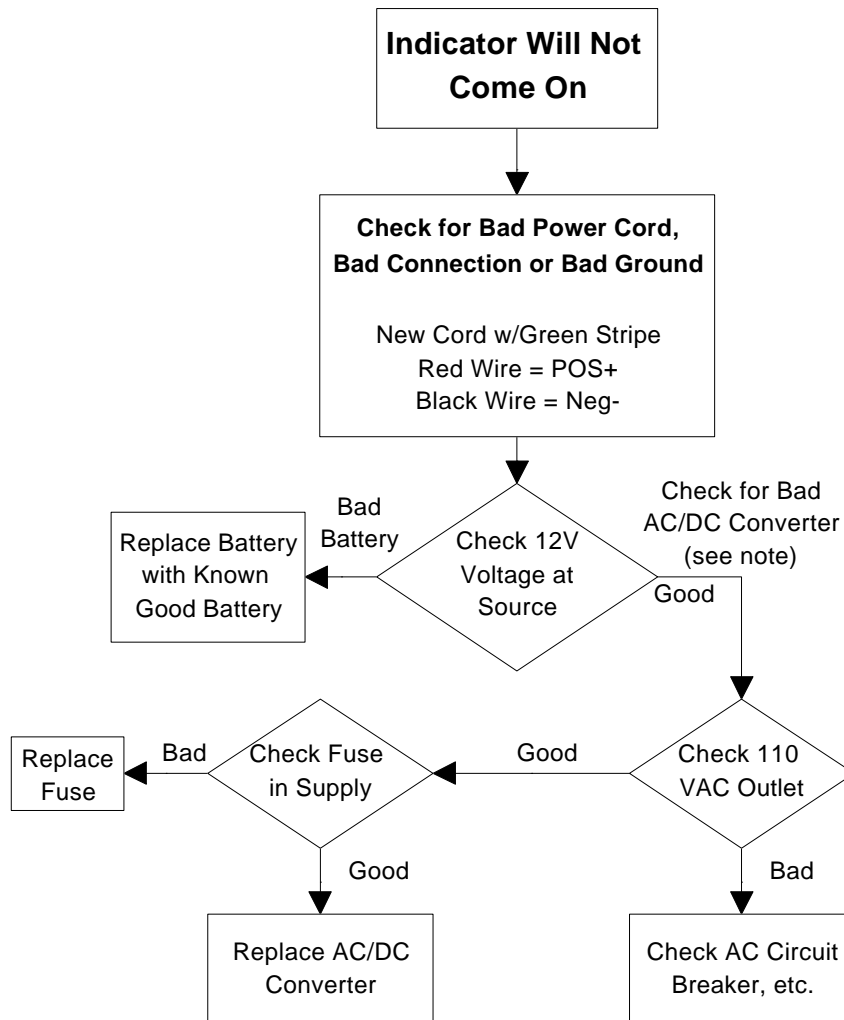 Indicator Will Not
Come On
Check for Bad Power Cord,
Bad Connection or Bad Ground
New Cord w/Green Stripe
Red Wire = POS+
Black Wire = Neg-
Bad
Battery
Check for Bad
AC/DC Converter
(see note)
Replace Battery
with Known
Good Battery
Check 12V
Voltage at
Source
Good
Replace
Fuse
Bad
Check Fuse
in Supply
Good
Check 110
VAC Outlet
Good
Bad
Replace AC/DC
Converter
Check AC Circuit
Breaker, etc.